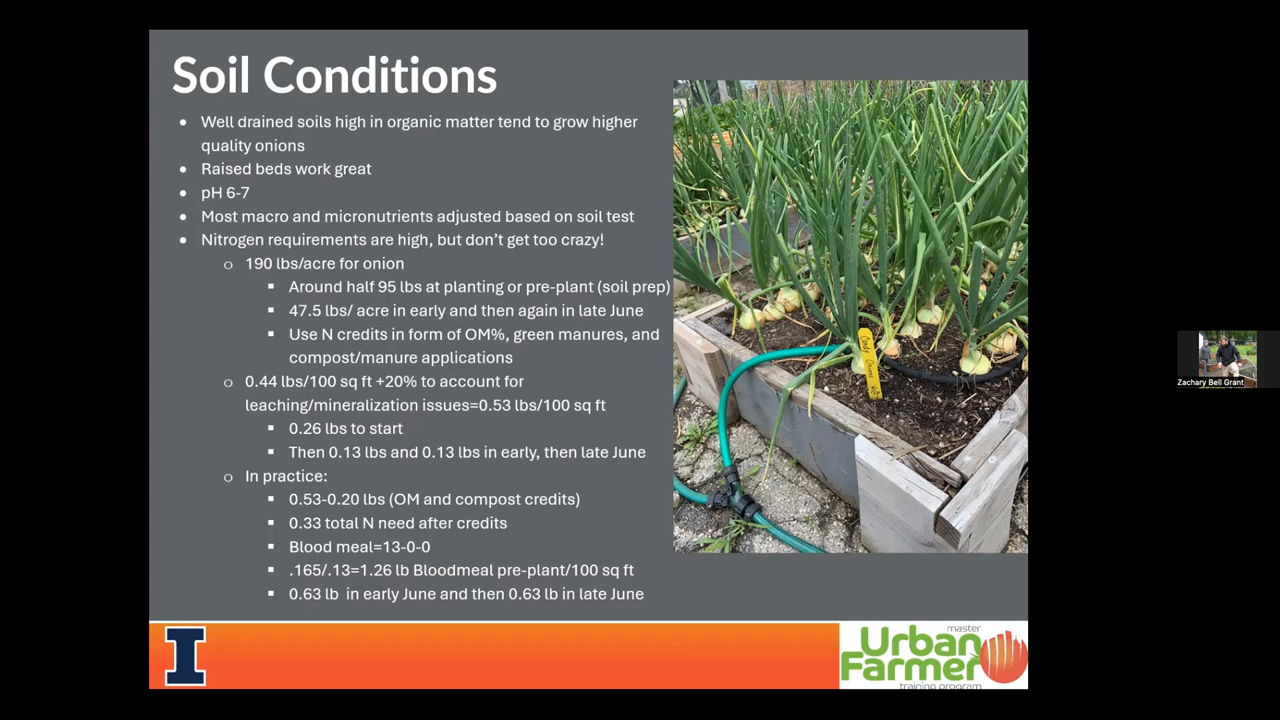 Soil Conditions
Well drained soils high in organic matter tend to grow higher
quality onions
Raised beds work great
pH 6-7
Most macro and micronutrients adjusted based on soil test
Nitrogen requirements are high, but don’t get too crazy!
190 lbs/acre for onion
Around half 95 lbs at planting or pre-plant (soil prep)
47.5 lbs/ acre in early and then again in late June
Use N credits in form of OM%, green manures, and
compost/manure applications
0.44 lbs/100 sq ft +20% to account for
leaching/mineralization issues=0.53 lbs/100 sq ft
0.26 lbs to start
Then 0.13 lbs and 0.13 lbs in early, then late June
In practice:
0.53-0.20 lbs (OM and compost credits)
0.33 total N need after credits
Blood meal=13-0-0
.165/.13=1.26 lb Bloodmeal pre-plant/100 sq ft
0.63 lb in early June and then 0.63 lb in late June
I
master
Urban
Farmer
training program
Zachary Bell Grant